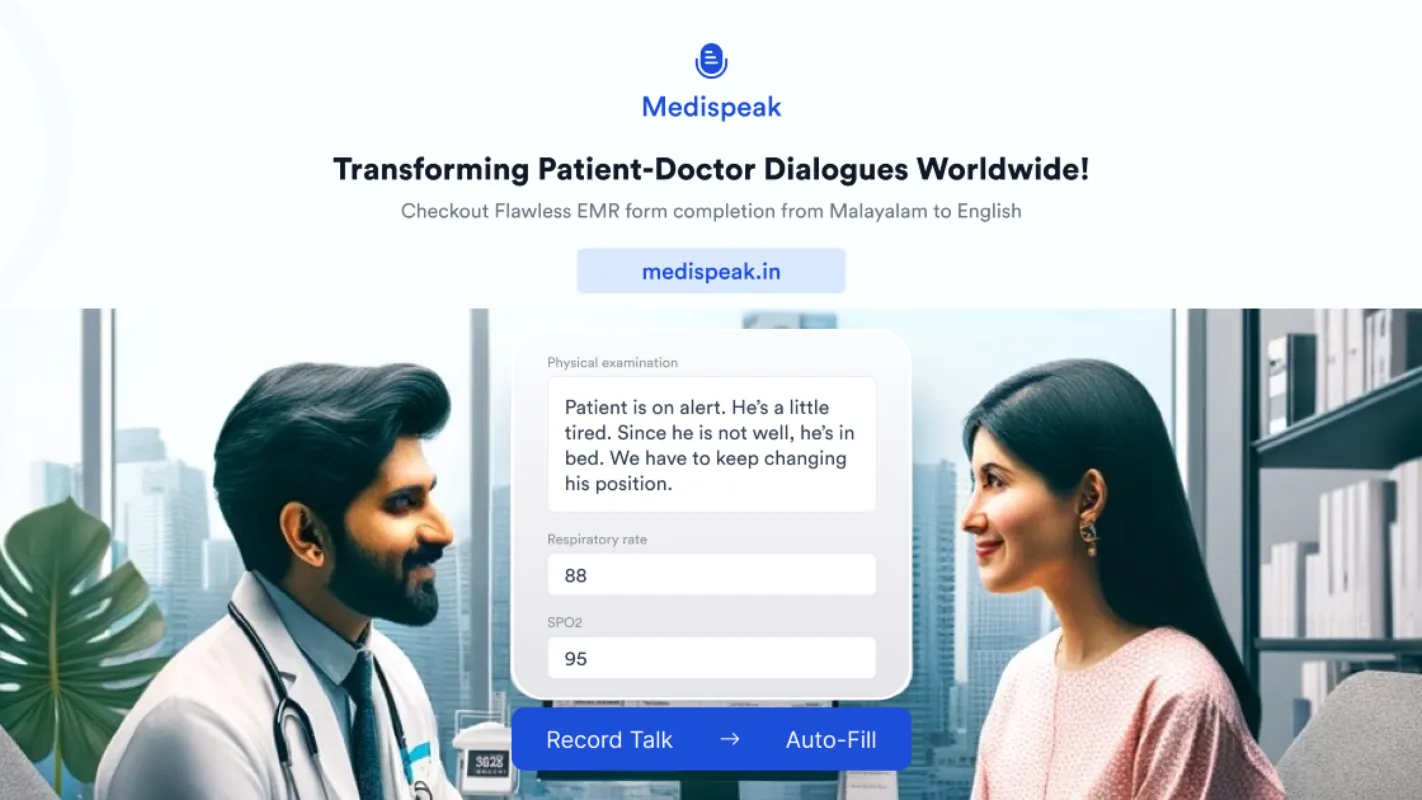 Medispeak
Transforming Patient-Doctor Dialogues Worldwide!
Checkout Flawless EMR form completion from Malayalam to English
medispeak.in
Physical examination
Patient is on alert. He’s a little
tired. Since he is not well, he’s in
bed. We have to keep changing
his position.
Respiratory rate
88
SPO2
95
Record Talk → Auto-Fill